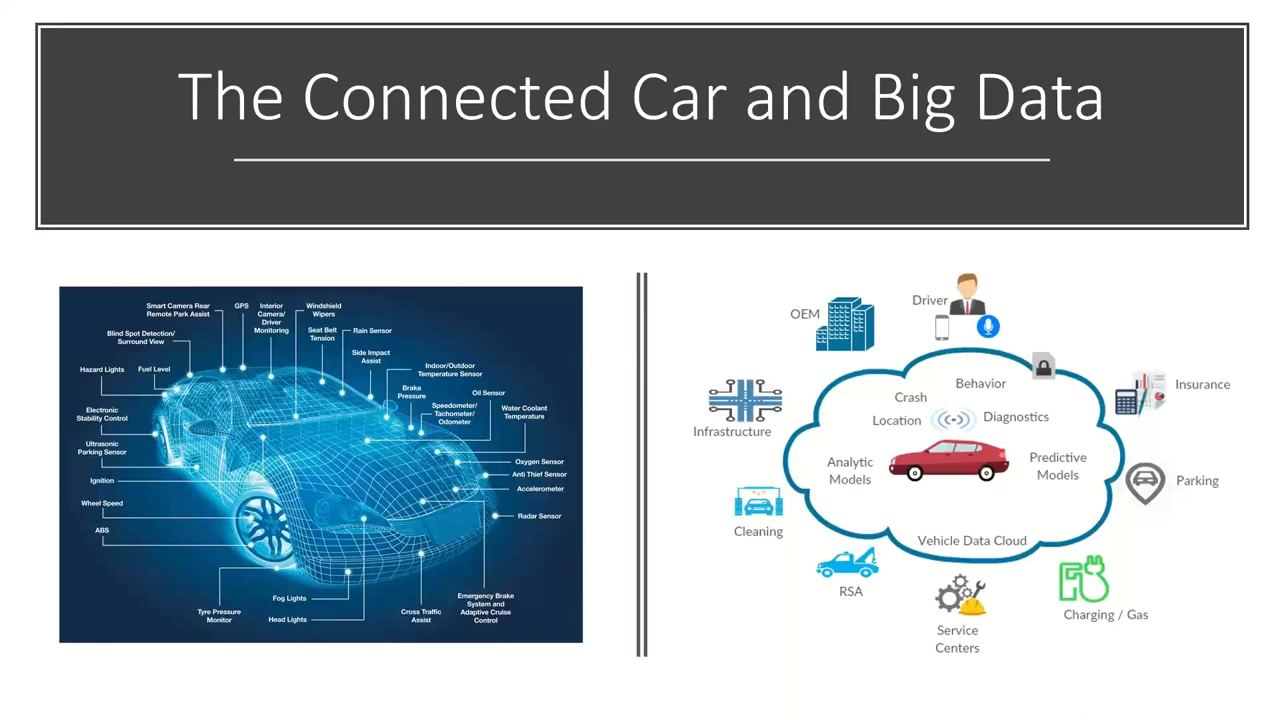 The Connected Car and Big Data
Smart Camera Rear
Remote Park Assist
GPS
Interior
Camera/
Driver
Monitoring
Windshield
Wipers
Blind Spot Detection/
Surround View
Seat Belt
Tension
Rain Sensor
Side Impact
Assist
Hazard Lights
Fuel Level
Indoor/Outdoor
Temperature Sensor
Brake
Pressure
Oil Sensor
Electronic
Stability Control
Speedometer/
Tachometer/
Odometer
Water Coolant
Temperature
Ultrasonic
Parking Sensor
Oxygen Sensor
Anti Thief Sensor
Ignition
Accelerometer
Wheel Speed
Radar Sensor
ABS
Fog Lights
Tyre Pressure
Monitor
Head Lights
Cross Traffic
Assist
Emergency Brake
System and
Adaptive Cruise
Control
OEM
Driver
Behavior
Crash
Location
Diagnostics
Analytic
Models
Predictive
Models
Vehicle Data Cloud
Insurance
Infrastructure
Parking
Cleaning
RSA
Service
Centers
Charging / Gas